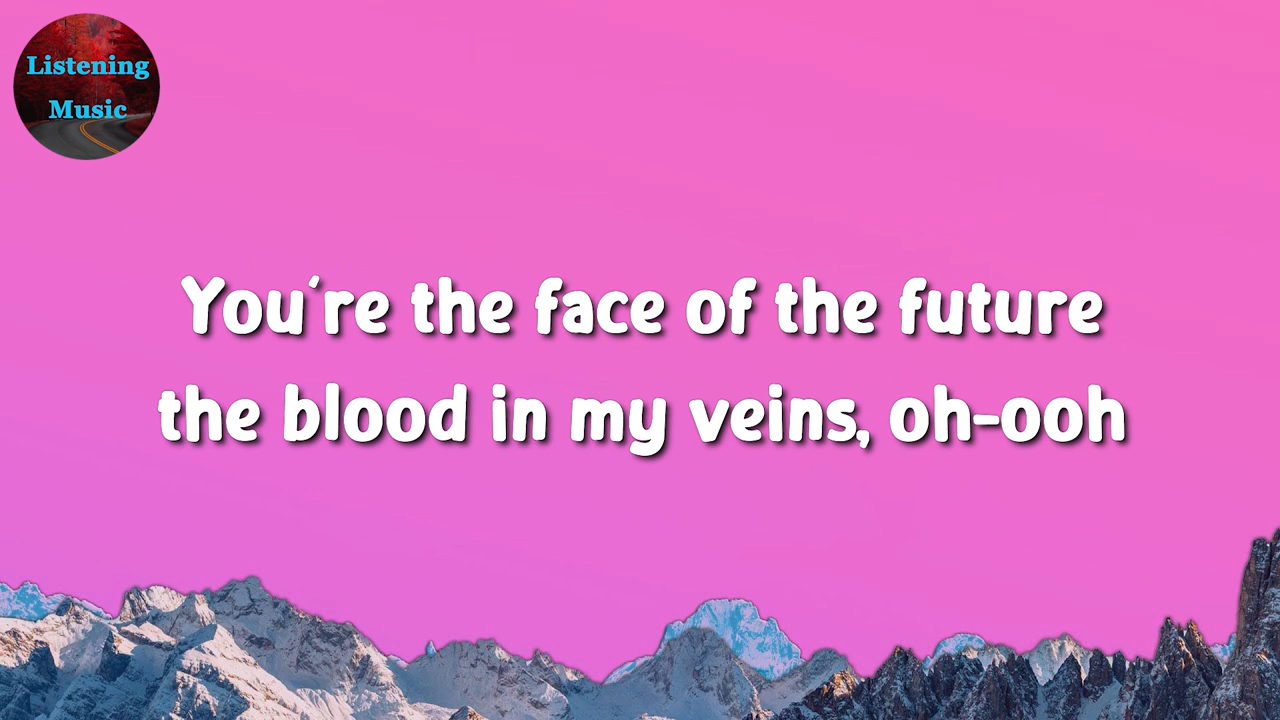 Listening
Music
You're the face of the future
the blood in my veins, oh-ooh